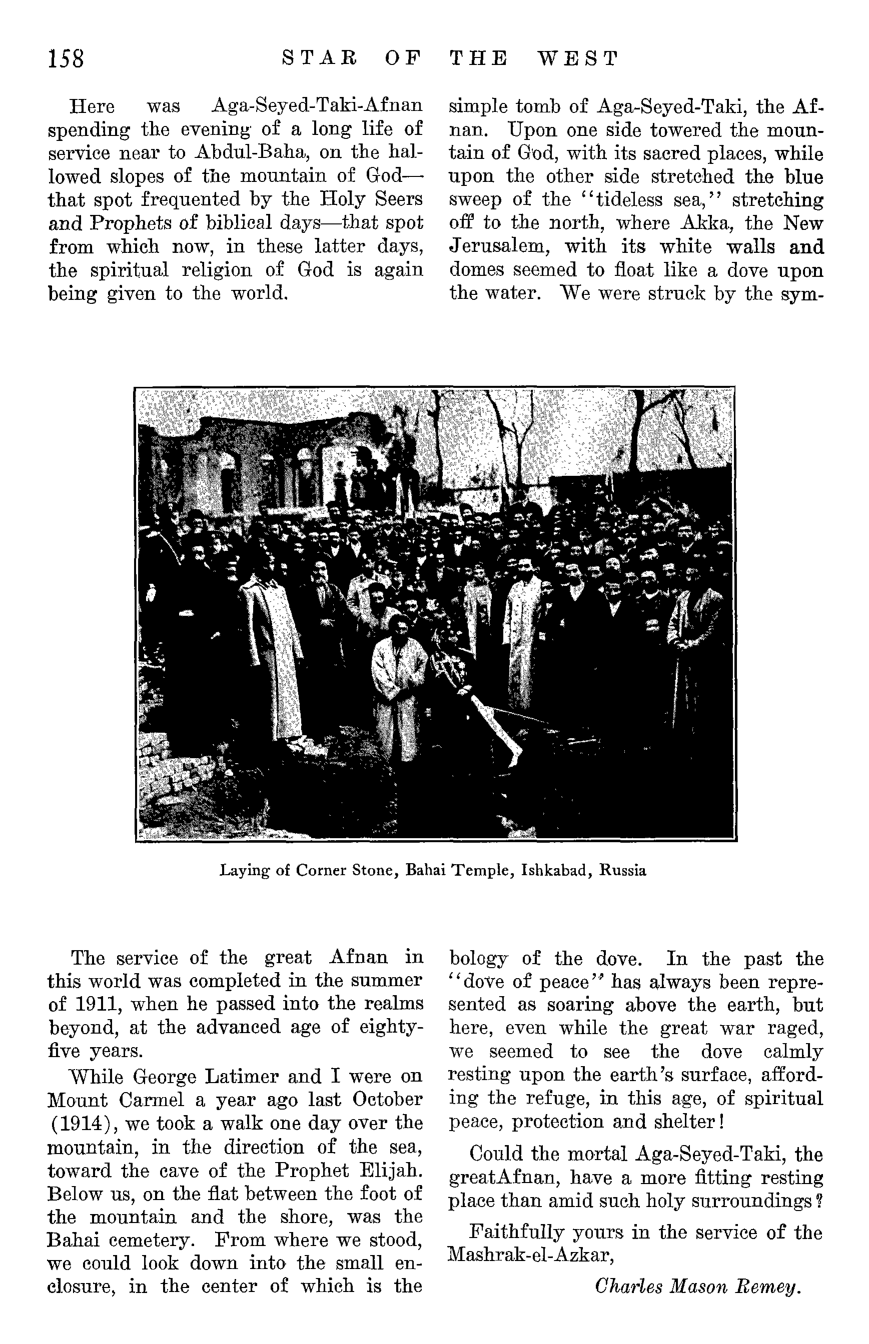 158
STAR OF THE WEST
Here was Aga-Seyed-Taki-Afnan
spending the evening of a long life of
service near to Abdul-Baha, on the hal-
lowed slopes of the mountain of God—
that spot frequented by the Holy Seers
and Prophets of biblical days—that spot
from which now, in these latter days,
the spiritual religion of God is again
being given to the world.
The service of the great Afnan in
this world was completed in the summer
of 1911, when he passed into the realms
beyond, at the advanced age of eighty-
five years.
While George Latimer and I were on
Mount Carmel a year ago last October
(1914), we took a walk one day over the
mountain, in the direction of the sea,
toward the cave of the Prophet Elijah.
Below us, on the flat between the foot of
the mountain and the shore, was the
Bahai cemetery. From where we stood,
we could look down into the small en-
closure, in the center of which is the
simple tomb of Aga-Seyed-Taki, the Af-
nan. Upon one side towered the moun-
tain of God, with its sacred places, while
upon the other side stretched the blue
sweep of the "tideless sea," stretching
off to the north, where Akka, the New
Jerusalem, with its white walls and
domes seemed to float like a dove upon
the water. We were struck by the sym-
bology of the dove. In the past the
"dove of peace" has always been repre-
sented as soaring above the earth, but
here, even while the great war raged,
we seemed to see the dove calmly
resting upon the earth's surface, afford-
ing the refuge, in this age, of spiritual
peace, protection and shelter!
Could the mortal Aga-Seyed-Taki, the
greatAfnan, have a more fitting resting
place than amid such holy surroundings?
Faithfully yours in the service of the
Mashrak-el-Azkar,
Charles Mason Remey.
Laying of Corner Stone, Bahai Temple, Ishkabad, Russia